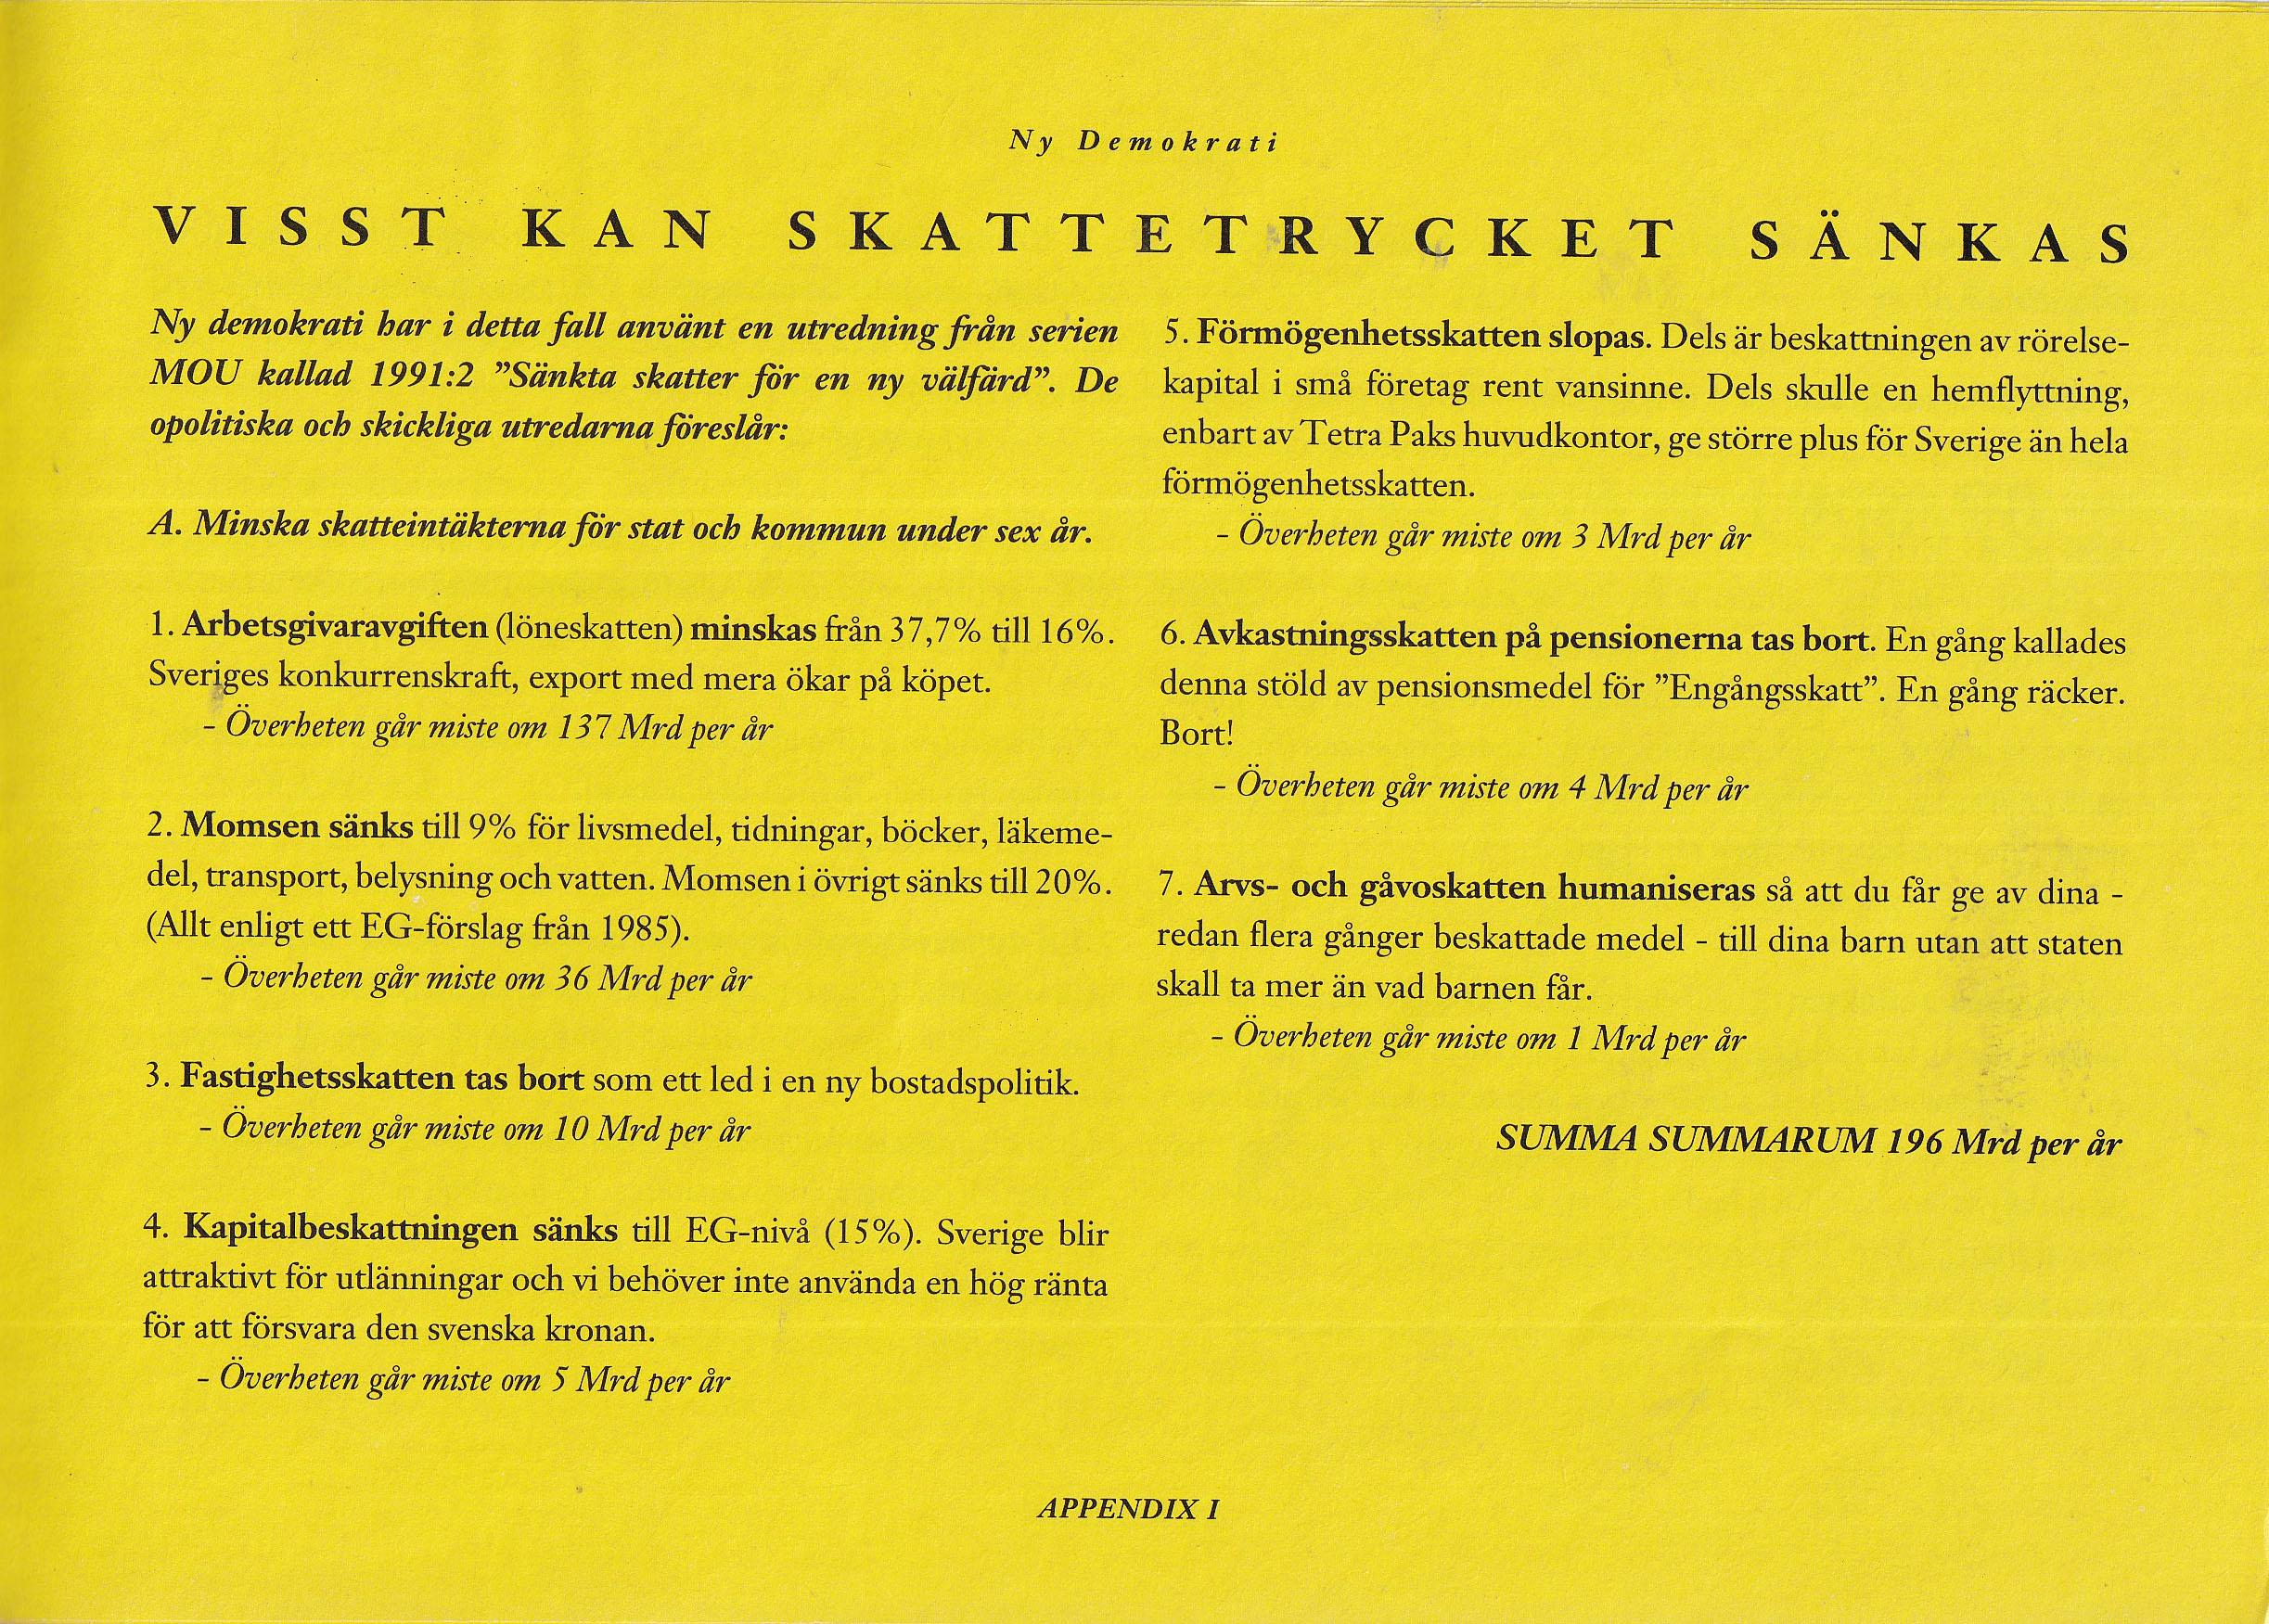 Ny Demokrati
VISST KAN SKATTETRYCKET SÄNKAS
Ny demokrati har i detta fall använt en utredning från serien
MOU kallad 1991:2 ”Sänkta skatter för en ny välfärd”. De
opolitiska och skickliga utredarna föreslår:
A. Minska skatteintäkterna för stat och kommun under sex år.
1. Arbetsgivaravgiften (löneskatten) minskas från 37,7% till 16%.
Sveriges konkurrenskraft, export med mera ökar på köpet.
- Överheten går miste om 137 Mrd per år
2. Momsen sänks till 9% för livsmedel, tidningar, böcker, läkeme-
del, transport, belysning och vatten. Momsen i övrigt sänks till 20%.
(Allt enligt ett EG-förslag från 1985).
- Överheten går miste om 36 Mrd per år
3. Fastighetsskatten tas bort som ett led i en ny bostadspolitik.
- Överheten går miste om 10 Mrd per år
4. Kapitalbeskattningen sänks till EG-nivå (15%). Sverige blir
attraktivt för utlänningar och vi behöver inte använda en hög ränta
för att försvara den svenska kronan.
- Överheten går miste om 5 Mrd per år
5. Förmögenhetsskatten slopas. Dels är beskattningen av rörelse-
kapital i små företag rent vansinne. Dels skulle en hemflyttning,
enbart av Tetra Paks huvudkontor, ge större plus för Sverige än hela
förmögenhetsskatten.
- Överheten går miste om 3 Mrd per år
6. Avkastningsskatten på pensionerna tas bort. En gång kallades
denna stöld av pensionsmedel för ”Engångsskatt”. En gång räcker.
Bort!
- Överheten går miste om 4 Mrd per år
7. Arvs- och gåvoskatten humaniseras så att du får ge av dina -
redan flera gånger beskattade medel - till dina barn utan att staten
skall ta mer än vad barnen får.
- Överheten går miste om 1 Mrd per år
SUMMA SUMMARUM 196 Mrd per år
APPENDIX I